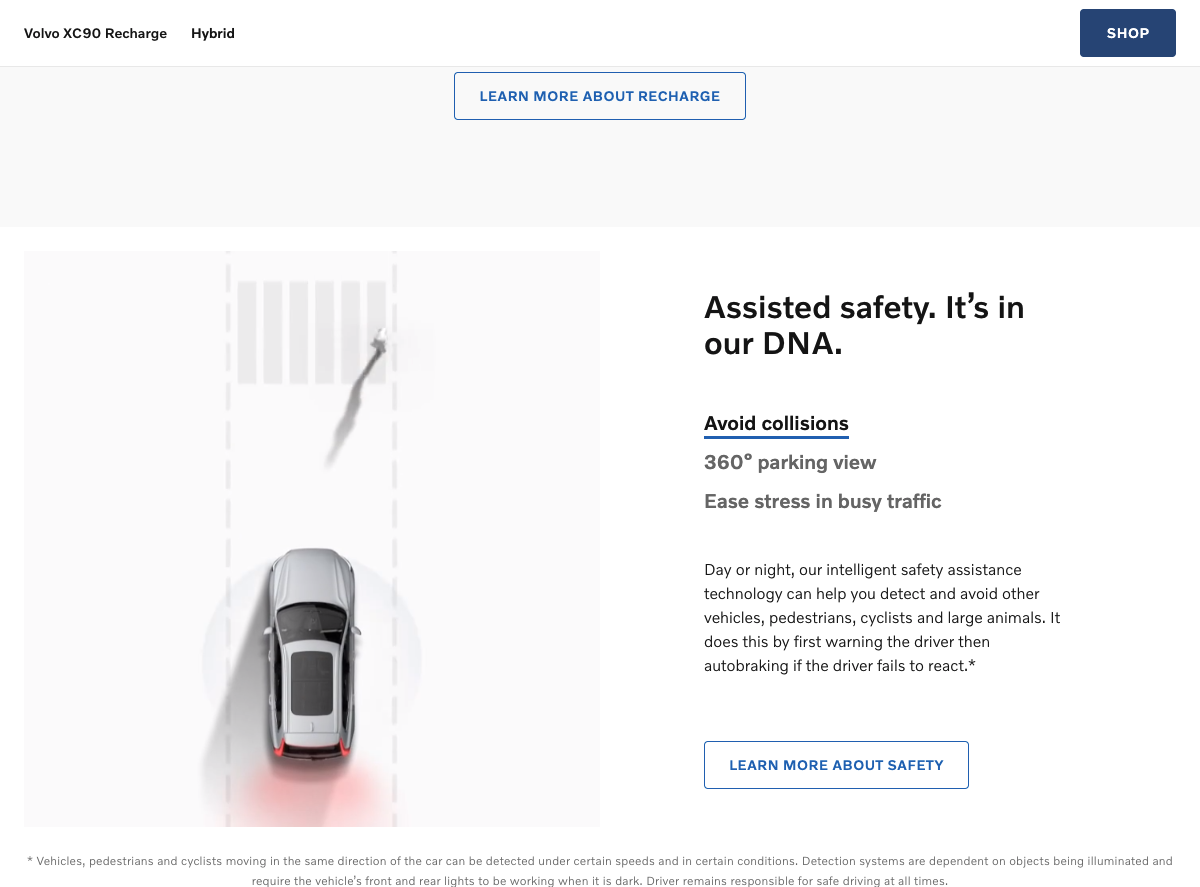 Volvo XC90 Recharge Hybrid SHOP
LEARN MORE ABOUT RECHARGE
Assisted safety. It’s in
our DNA.
Avoid collisions
360° parking view
Ease stress in busy traffic
Day or night, our intelligent safety assistance
technology can help you detect and avoid other
vehicles, pedestrians, cyclists and large animals. It
does this by first warning the driver then
autobraking if the driver fails to react.*
LEARN MORE ABOUT SAFETY
* Vehicles, pedestrians and cyclists moving in the same direction of the car can be detected under certain speeds and in certain conditions. Detection systems are dependent on objects being illuminated and
require the vehicle’s front and rear lights to be working when it is dark. Driver remains responsible for safe driving at all times.